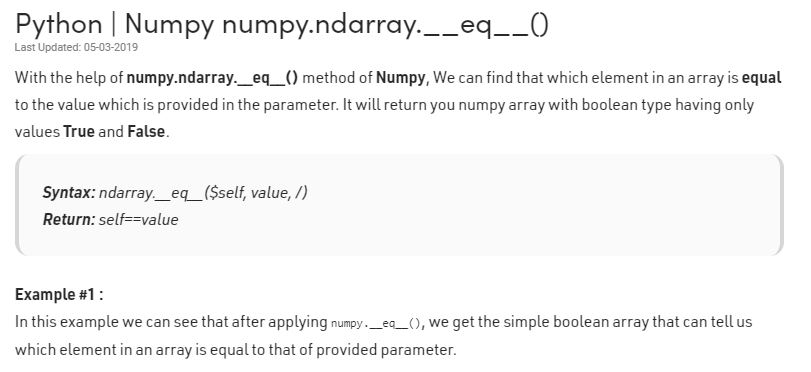 Python | Numpy numpy.ndarray.__eq__()
Last Updated: 05-03-2019
With the help of numpy.ndarray.__eq__() method of Numpy, We can find that which element in an array is equal
to the value which is provided in the parameter. It will return you numpy array with boolean type having only
values True and False.
Syntax: ndarray.__eq__($self, value, /)
Return: self==value
Example #1 :
In this example we can see that after applying numpy.__eq__(), we get the simple boolean array that can tell us
which element in an array is equal to that of provided parameter.